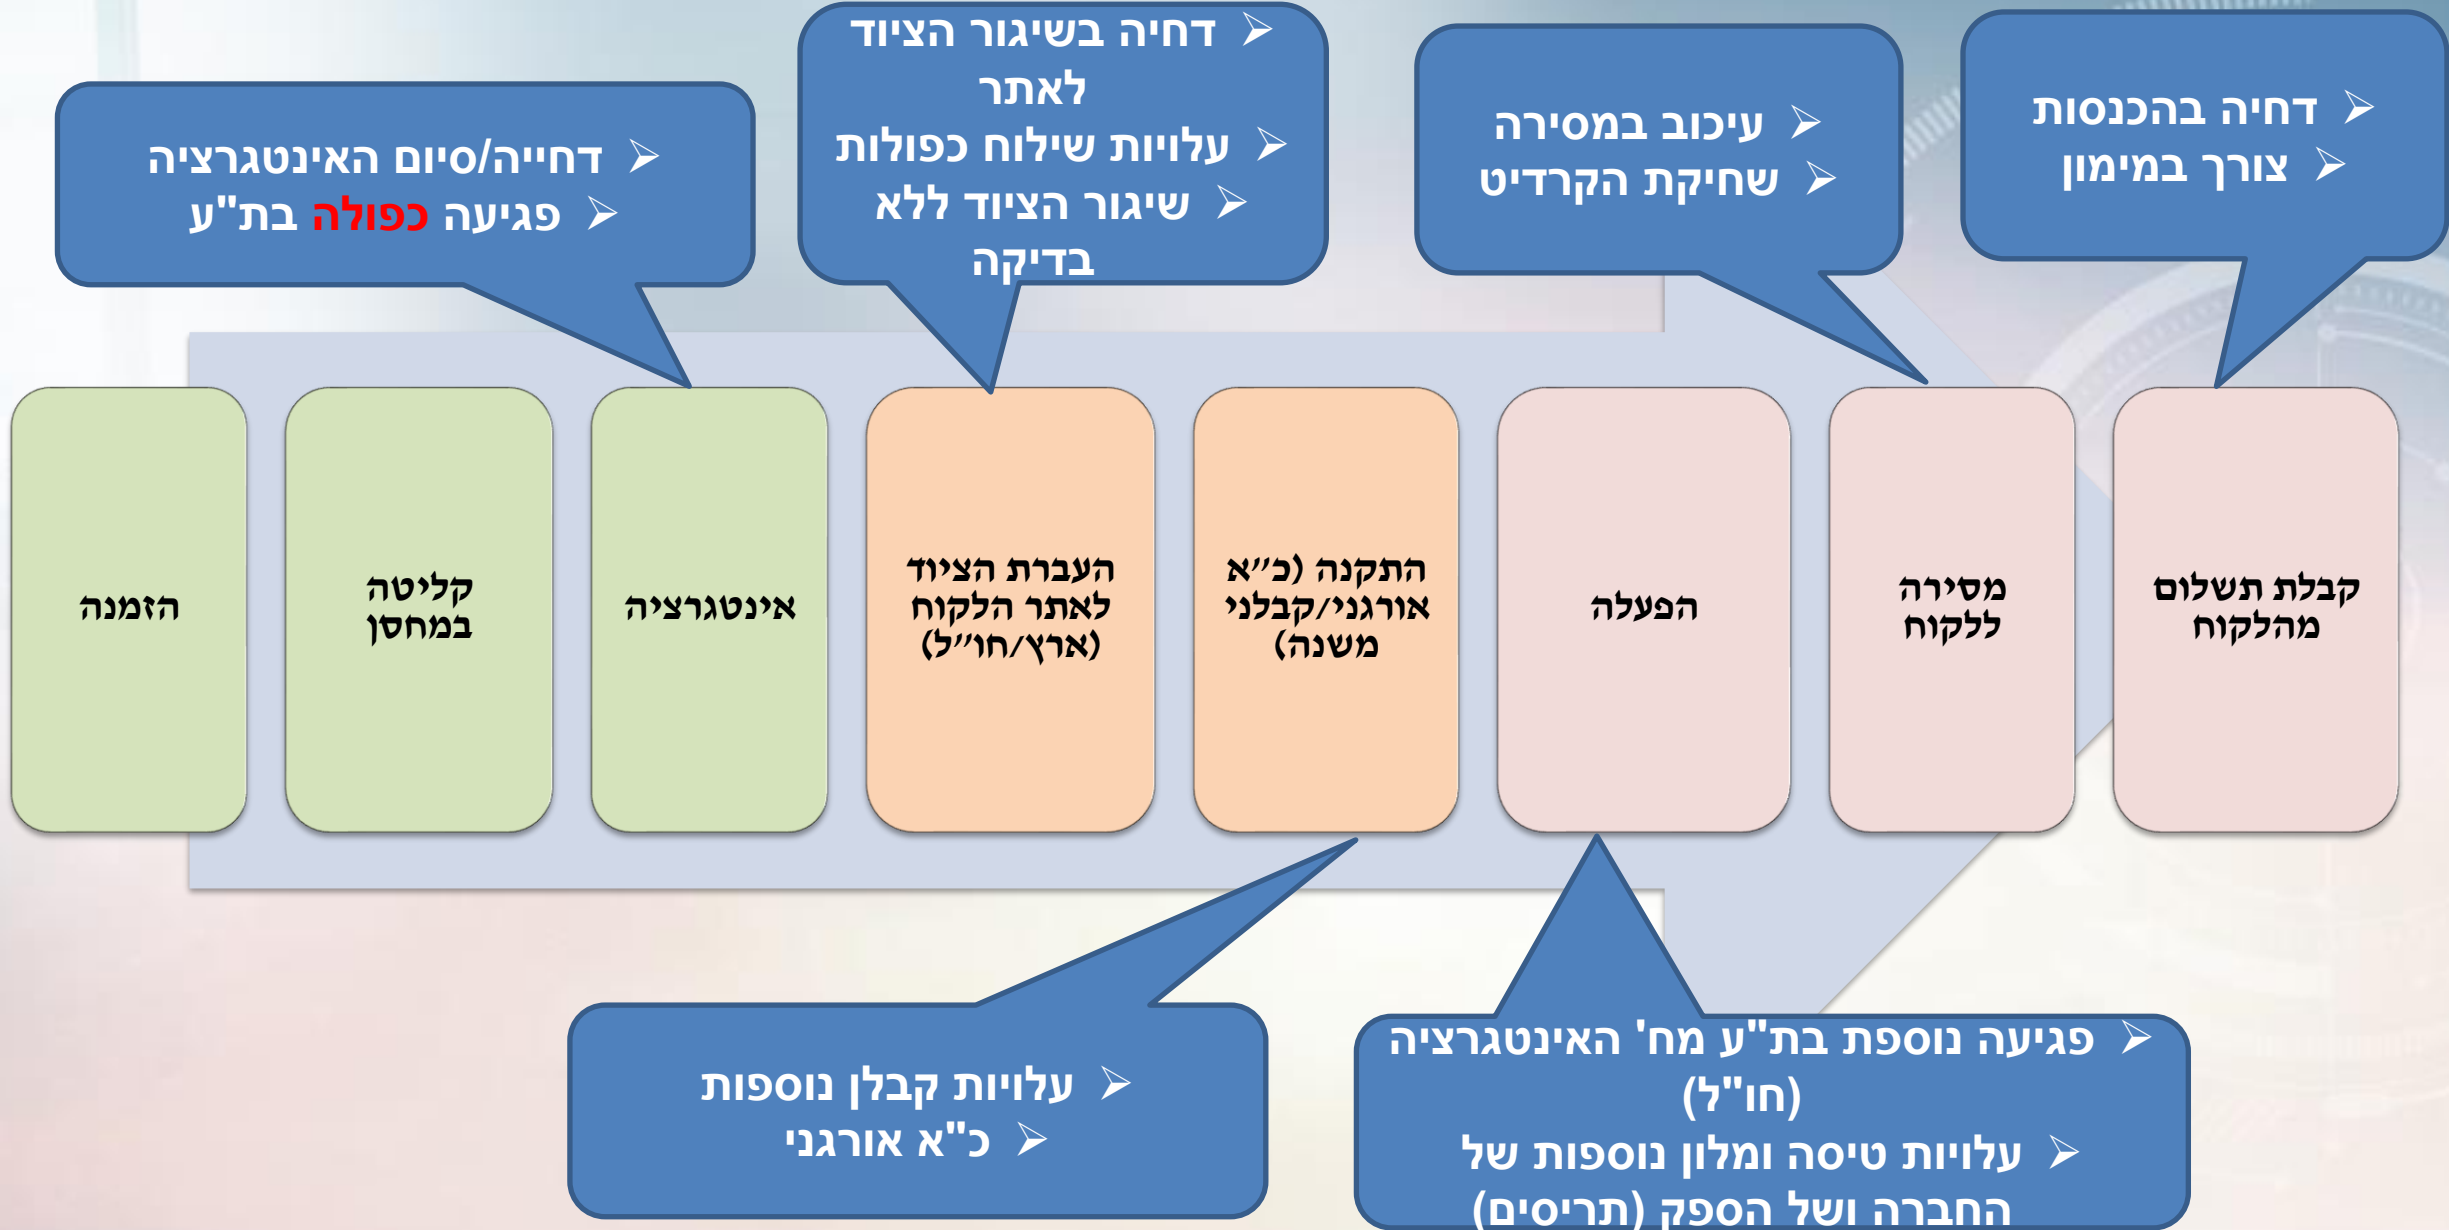 דחייה/סיום האינטגרציה
פגיעה כפולה בת"ע
דחיה בשיגור הציוד
לאתר
עלויות שילוח כפולות
שיגור הציוד ללא
בדיקה
עיכוב במסירה
שחיקת הקרדיט
דחיה בהכנסות
צורך במימון
הזמנה
קליטה
במחסן
אינטגרציה
העברת הציוד
לאתר הלקוח
(ארץ/חו"ל)
התקנה (כ"א
אורגני/קבלני
משנה)
הפעלה
מסירה
ללקוח
קבלת תשלום
מהלקוח
עלויות קבלן נוספות
כ"א אורגני
פגיעה נוספת בת"ע מח' האינטגרציה
(חו"ל)
עלויות טיסה ומלון נוספות של
החברה ושל הספק (תריסים)